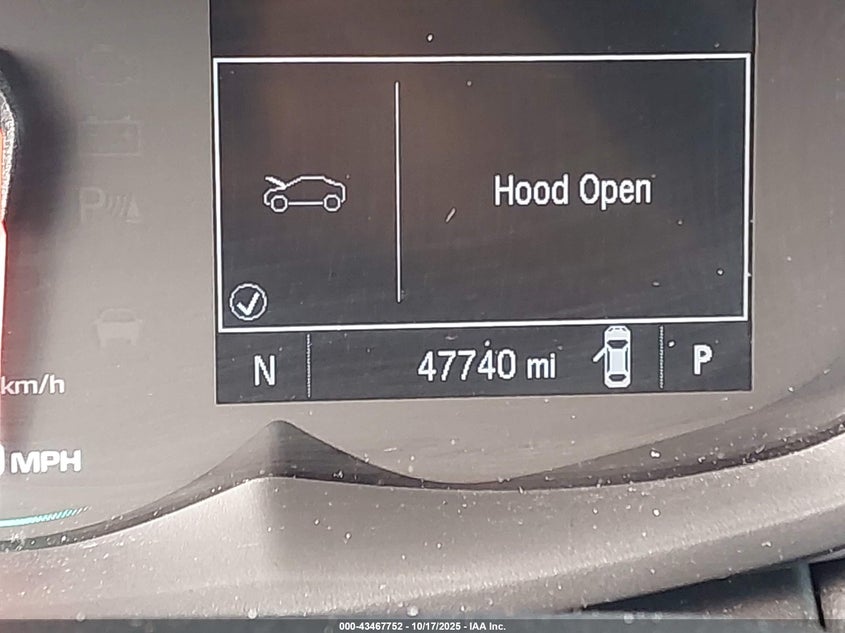 Hood Open
N 47740 mi P
km/h
MPH
000-43467752 - 10/17/2025 - IAA Inc.